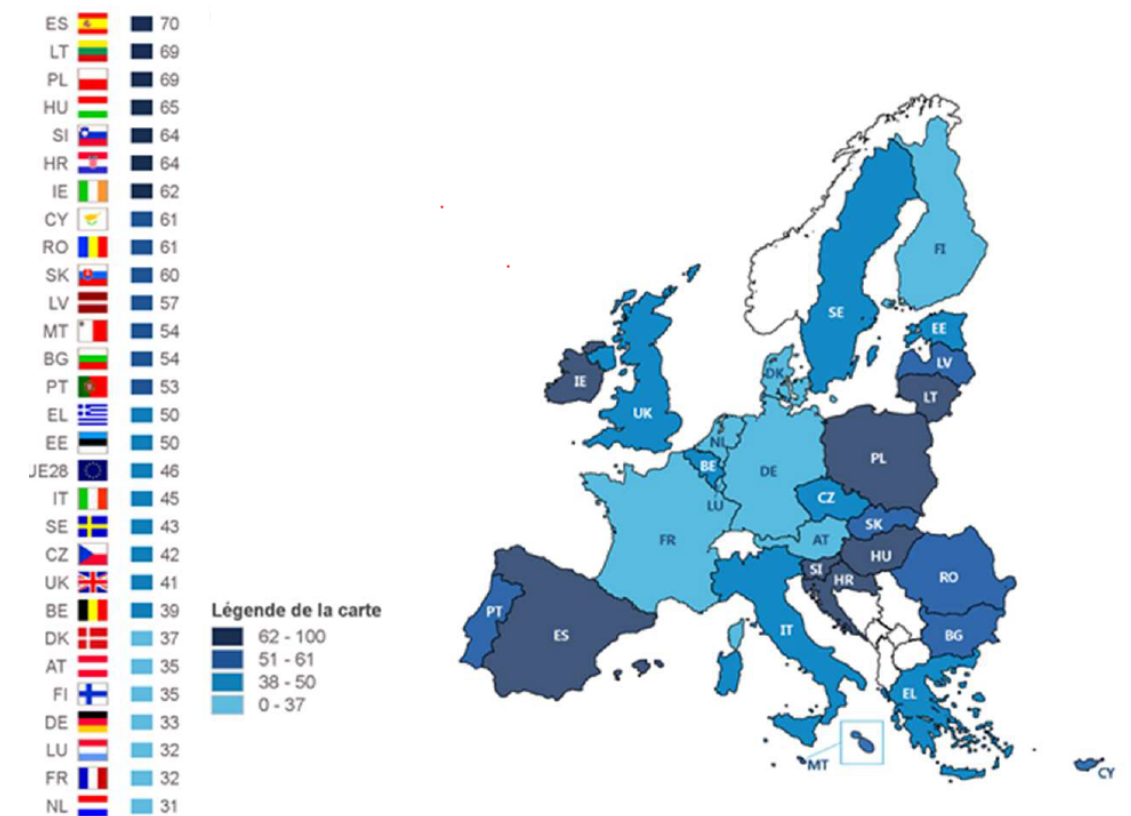 ES 70
LT 69
PL 69
HU 65
SI 64
HR 64
IE 62
CY 61
RO 61
SK 60
LV 57
MT 54
BG 54
PT 53
EL 50
EE 50
UE28 46
IT 45
SE 43
CZ 42
UK 41
BE 39
DK 37
AT 35
FI 35
DE 33
LU 32
FR 32
NL 31
Légende de la carte
62 - 100
51 - 61
38 - 50
0 - 37
FI
SE
EE
LV
LT
DK
IE
UK
NL
BE
LU
DE
PL
CZ
SK
FR
AT
HU
SI
HR
RO
PT
ES
IT
BG
EL
MT
CY